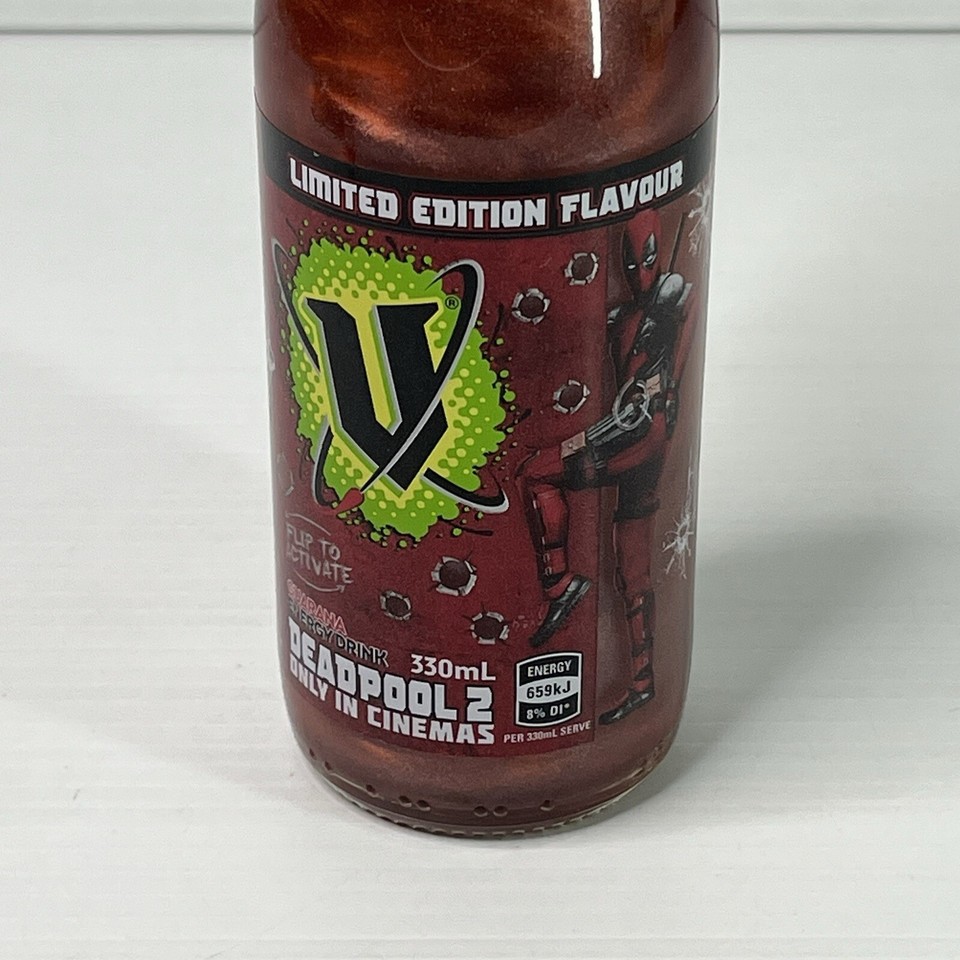 LIMITED EDITION FLAVOUR
V®
FLIP TO
ACTIVATE
GUARANA
ENERGY DRINK
330mL
DEADPOOL 2
ONLY IN CINEMAS
ENERGY
659kJ
8% DI*
PER 330mL SERVE